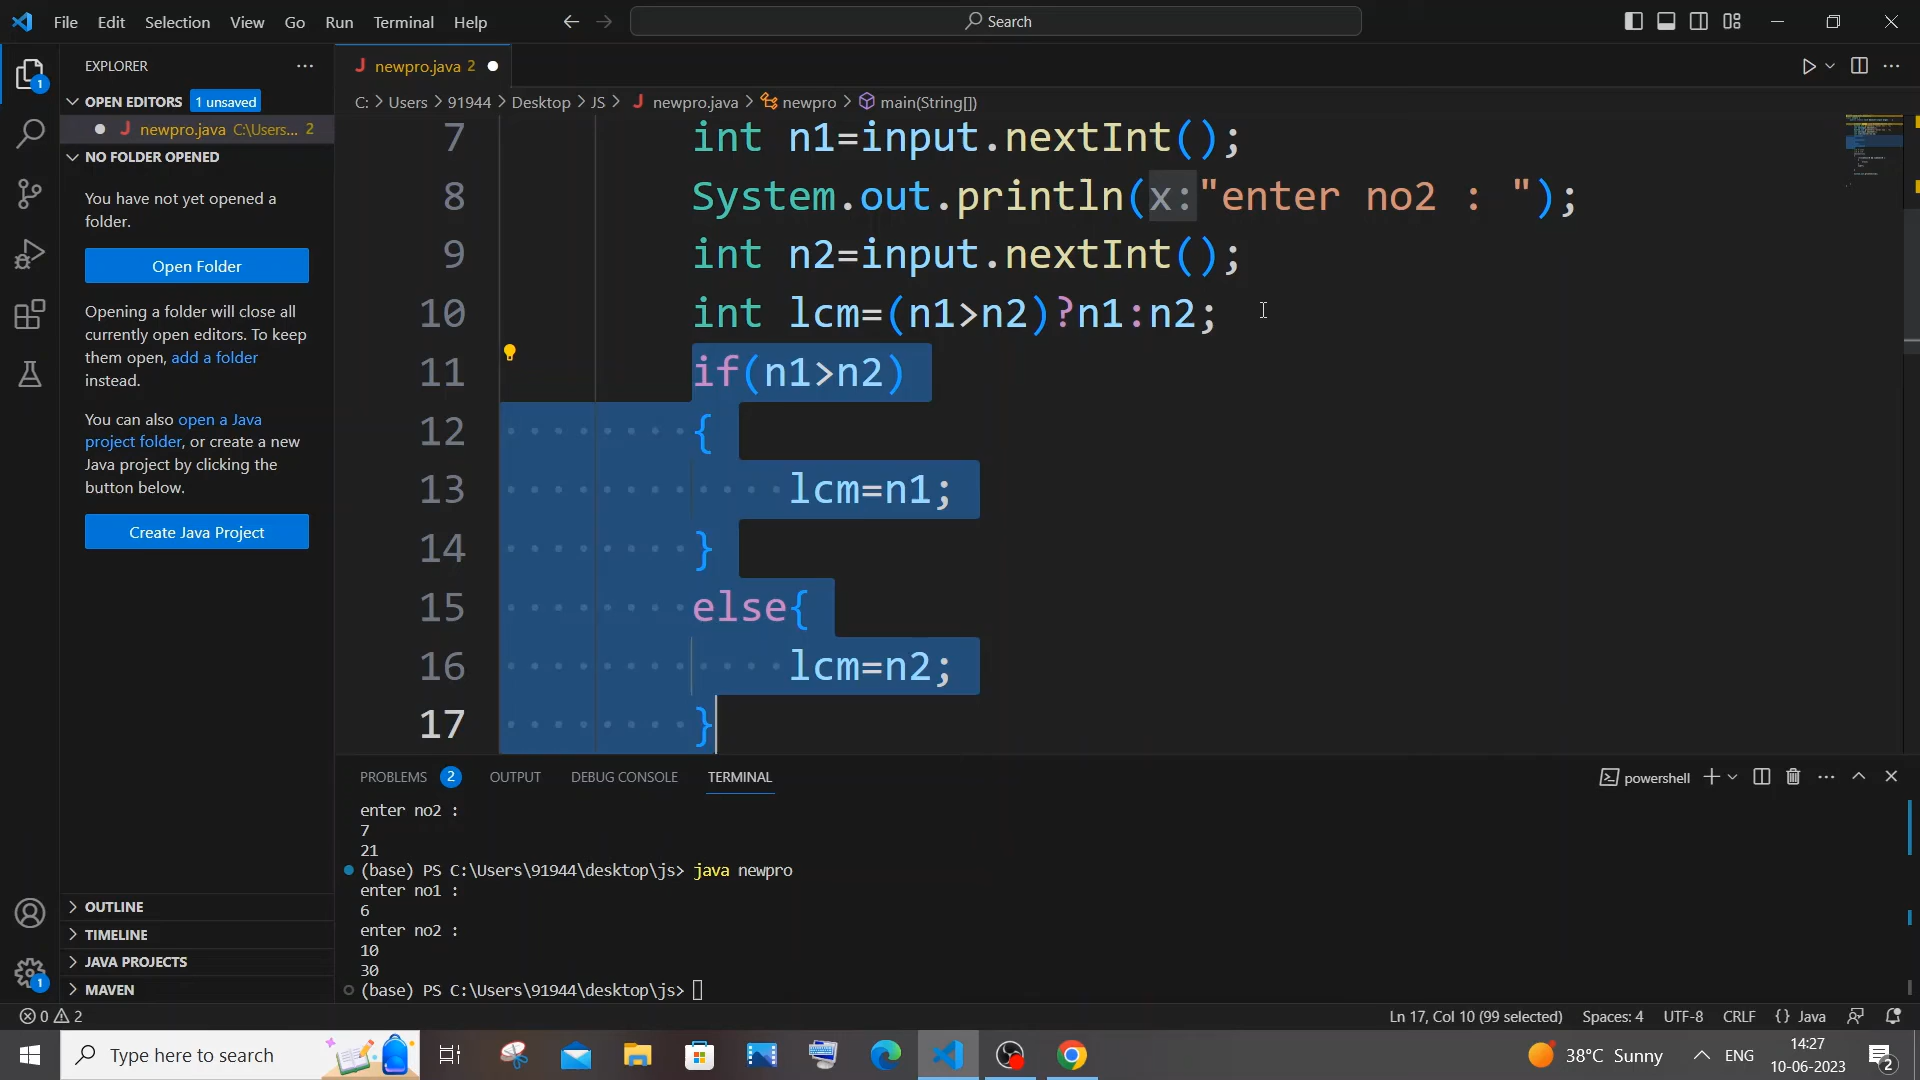 File Edit Selection View Go Run Terminal Help
Search
EXPLORER
OPEN EDITORS 1 unsaved
newpro.java C:\Users... 2
NO FOLDER OPENED
You have not yet opened a
folder.
Open Folder
Opening a folder will close all
currently open editors. To keep
them open, add a folder
instead.
You can also open a Java
project folder, or create a new
Java project by clicking the
button below.
Create Java Project
OUTLINE
TIMELINE
JAVA PROJECTS
MAVEN
1
1
newpro.java 2
C: > Users > 91944 > Desktop > JS > newpro.java > newpro > main(String[])
7 int n1=input.nextInt();
8 System.out.println(x:"enter no2 : ");
9 int n2=input.nextInt();
10 int lcm=(n1>n2)?n1:n2;
11 if(n1>n2)
12 {
13 lcm=n1;
14 }
15 else{
16 lcm=n2;
17 }
PROBLEMS 2 OUTPUT DEBUG CONSOLE TERMINAL
powershell
enter no2 :
7
21
(base) PS C:\Users\91944\desktop\js> java newpro
enter no1 :
6
enter no2 :
10
30
(base) PS C:\Users\91944\desktop\js>
0 2
Ln 17, Col 10 (99 selected) Spaces: 4 UTF-8 CRLF {} Java
Type here to search
38°C Sunny ENG
14:27
10-06-2023
2